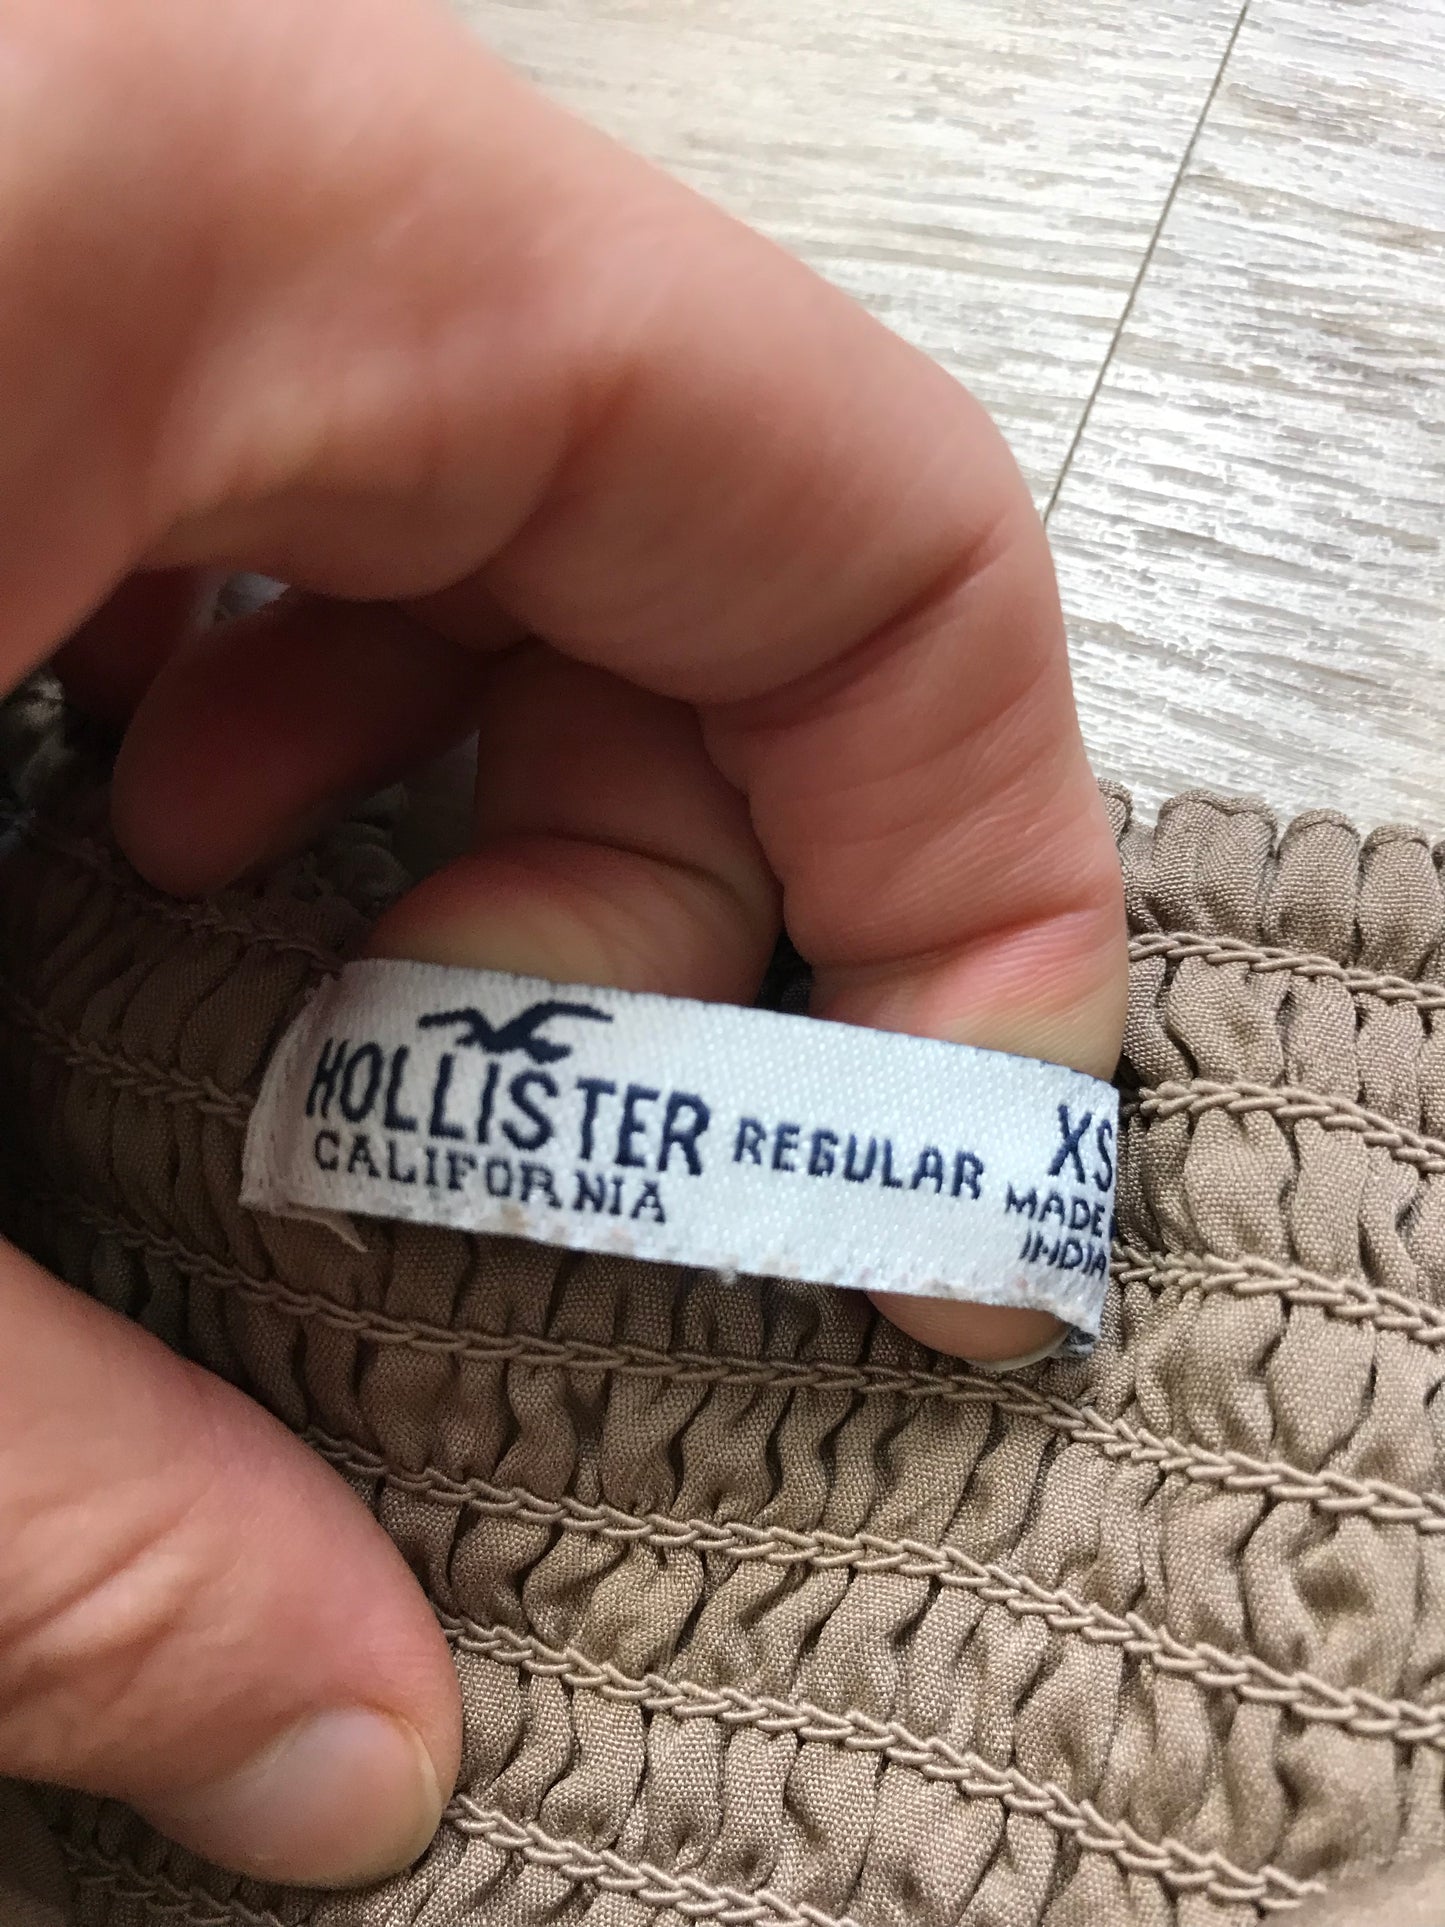 HOLLISTER
CALIFORNIA
REGULAR
XS
MADE
INDIA